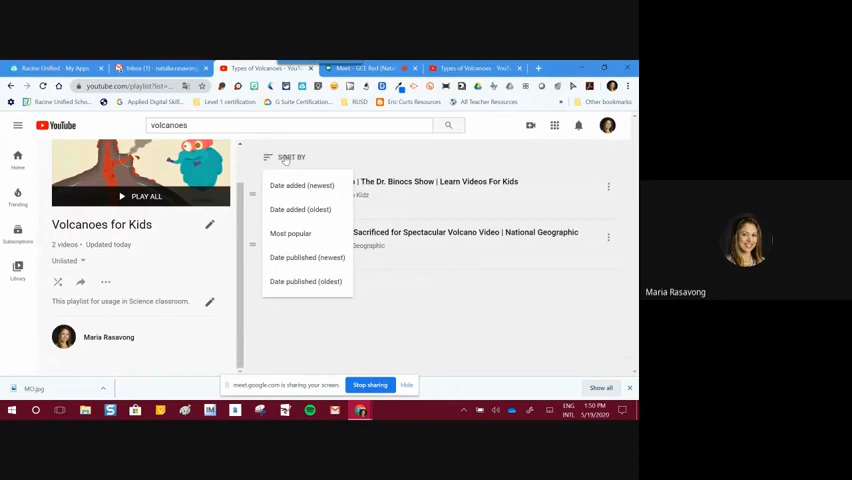 Racine Unified - My Apps
Inbox (1) - natalia.rasavong
Types of Volcanoes - YouT
Meet - GCE Red (Nat
Types of Volcanoes - YouT
youtube.com/playlist?list=
Racine Unified Scho
Applied Digital Skill...
Level 1 certification
G Suite Certification...
RUSD
Eric Curts Resources
All Teacher Resources
Other bookmarks
YouTube
volcanoes
Home
Trending
Subscriptions
Library
PLAY ALL
Volcanoes for Kids
2 videos • Updated today
Unlisted
This playlist for usage in Science classroom.
Maria Rasavong
SORT BY
Date added (newest)
Date added (oldest)
Most popular
Date published (newest)
Date published (oldest)
| The Dr. Binocs Show | Learn Videos For Kids
Kidz
Sacrificed for Spectacular Volcano Video | National Geographic
Geographic
meet.google.com is sharing your screen.
Stop sharing
Hide
MO.jpg
Show all
ENG
INTL
1:50 PM
5/19/2020
Maria Rasavong